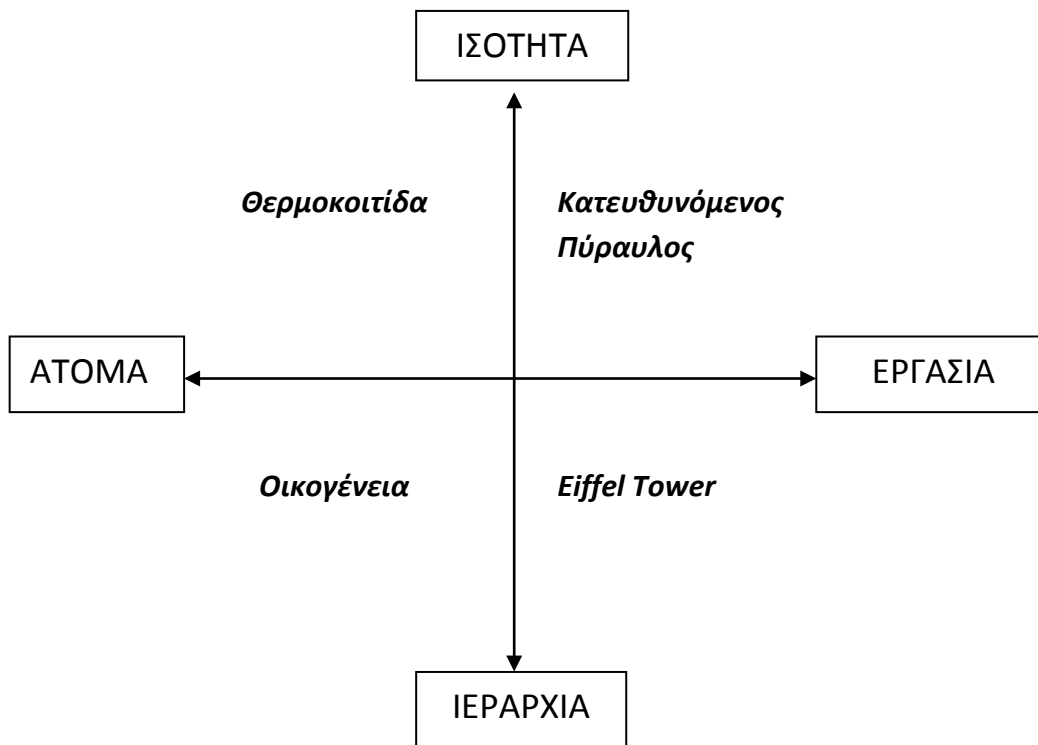 ΙΣΟΤΗΤΑ
Θερμοκοιτίδα
Κατευθυνόμενος
Πύραυλος
ΑΤΟΜΑ
ΕΡΓΑΣΙΑ
Οικογένεια
Eiffel Tower
ΙΕΡΑΡΧΙΑ